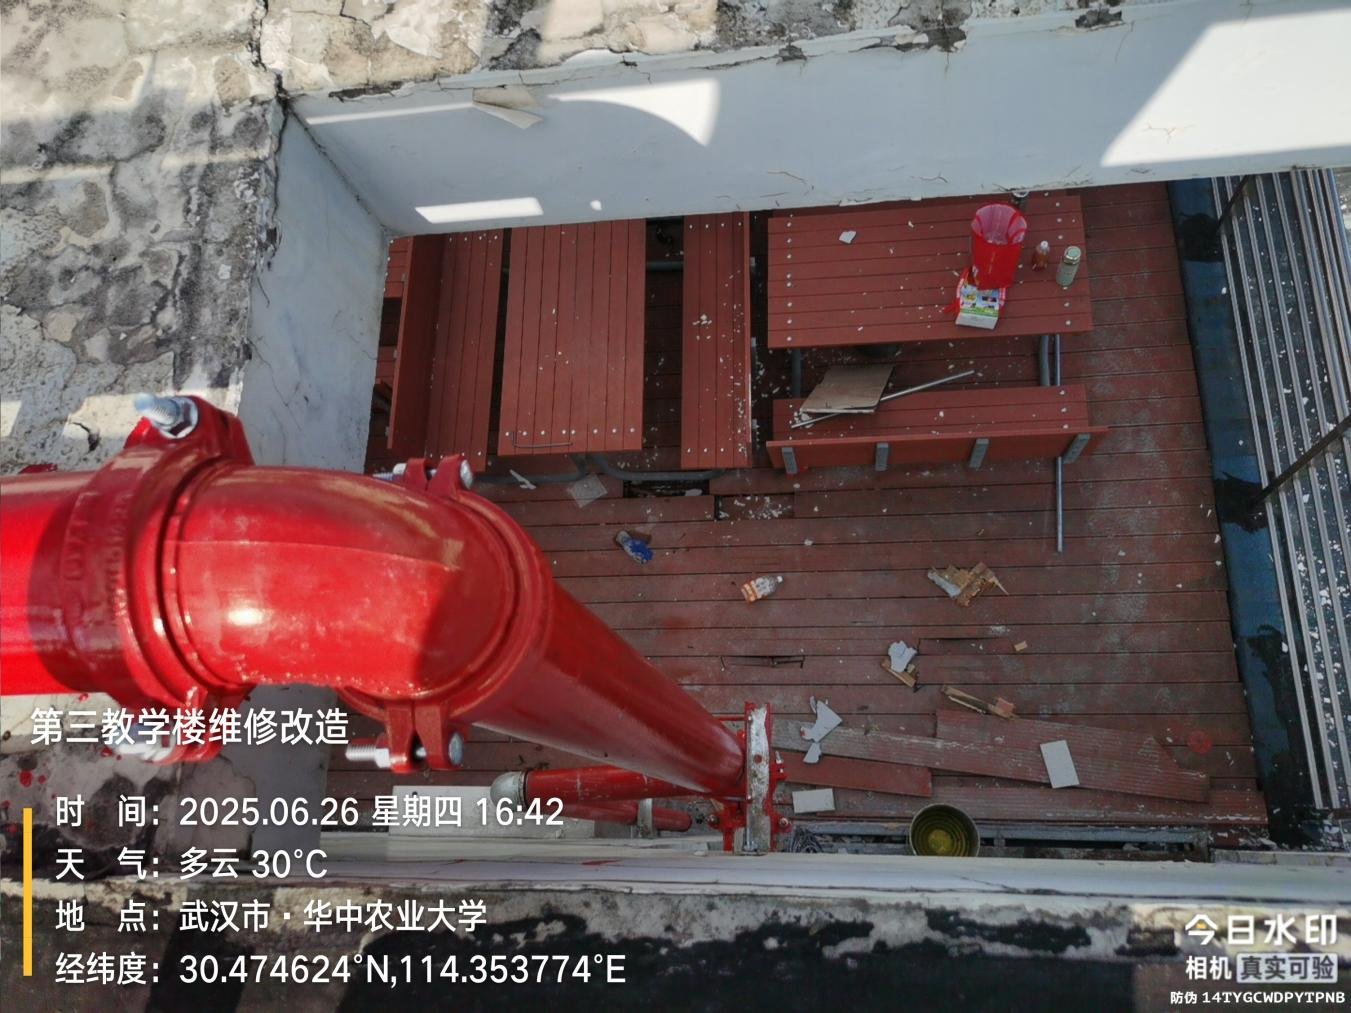 第三教学楼维修改造
时 间：2025.06.26 星期四 16:42
天 气：多云 30°C
地 点：武汉市·华中农业大学
经纬度：30.474624°N,114.353774°E
今日水印
相机 真实可验
防伪 14TYGCWDPYTPNB